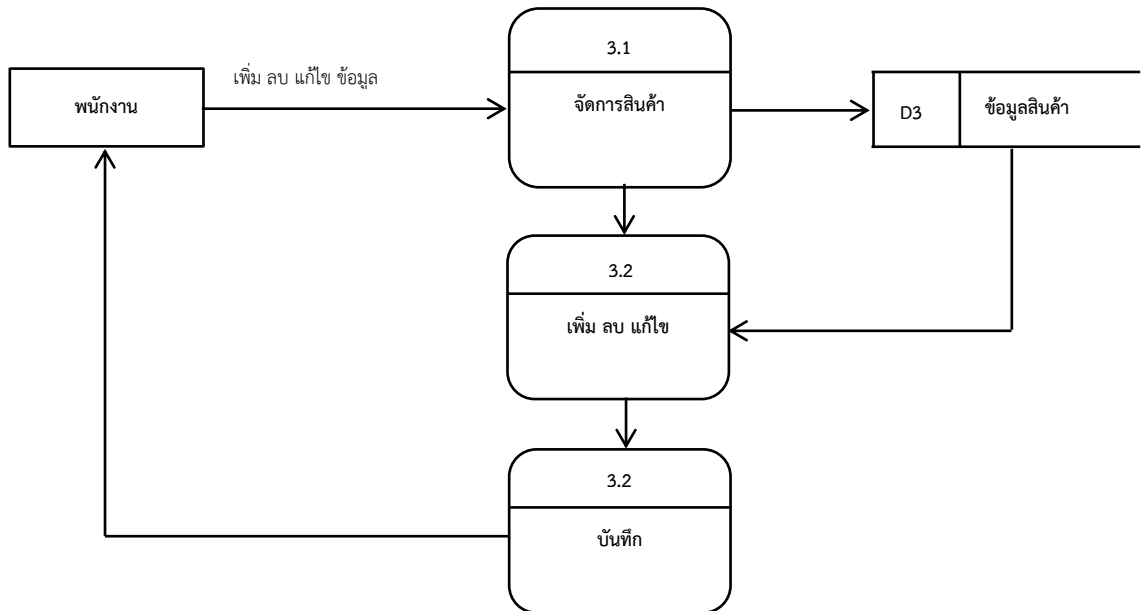 3.1
เพิ่ม ลบ แก้ไข ข้อมูล
พนักงาน
จัดการสินค้า
D3
ข้อมูลสินค้า
3.2
เพิ่ม ลบ แก้ไข
3.2
บันทึก